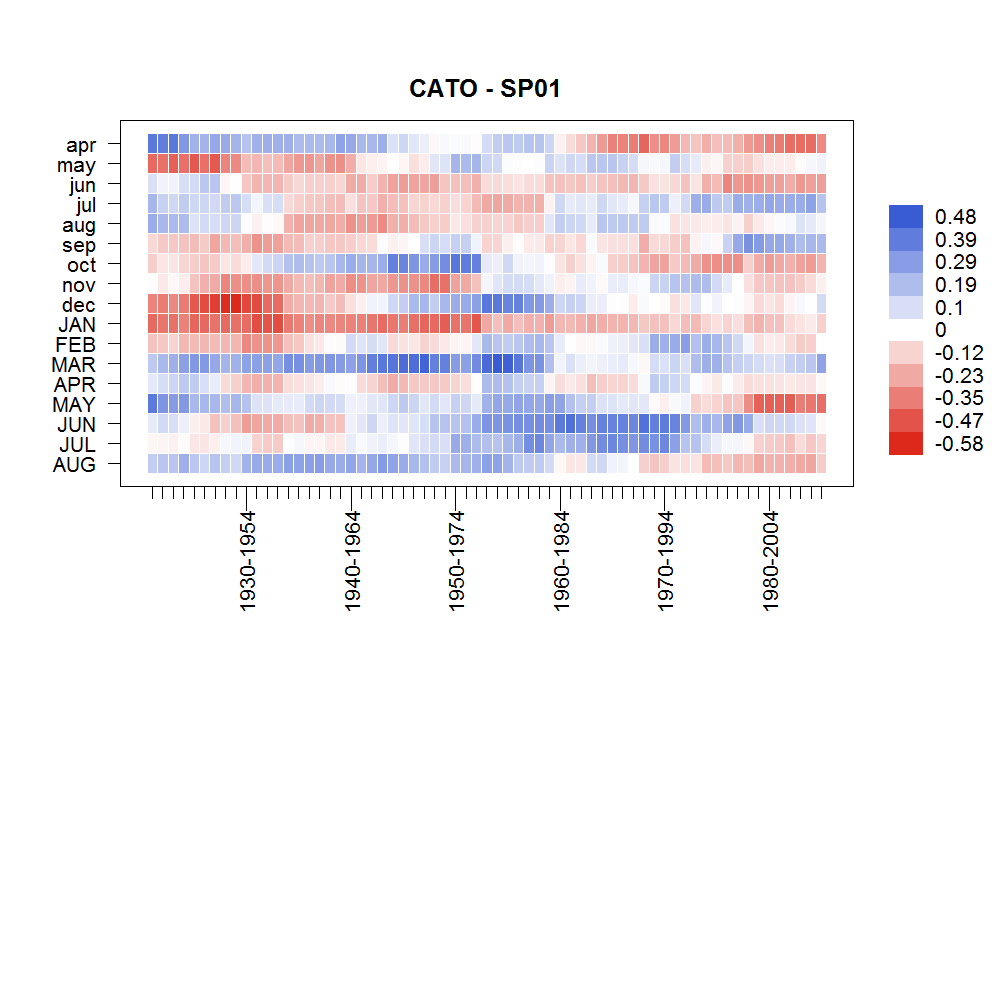 CATO - SP01
apr
may
jun
jul
aug
sep
oct
nov
dec
JAN
FEB
MAR
APR
MAY
JUN
JUL
AUG
1930-1954
1940-1964
1950-1974
1960-1984
1970-1994
1980-2004
0.48
0.39
0.29
0.19
0.1
0
-0.12
-0.23
-0.35
-0.47
-0.58